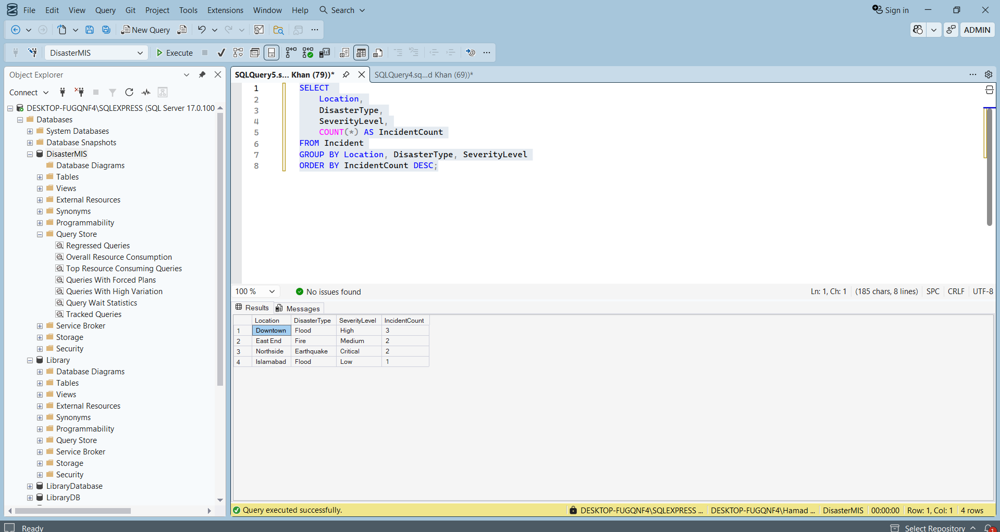 File Edit View Query Git Project Tools Extensions Window Help Search Sign in
New Query ADMIN
DisasterMIS Execute
Object Explorer
Connect
DESKTOP-FUGQNF4\SQLEXPRESS (SQL Server 17.0.100
Databases
System Databases
Database Snapshots
DisasterMIS
Database Diagrams
Tables
Views
External Resources
Synonyms
Programmability
Query Store
Regressed Queries
Overall Resource Consumption
Top Resource Consuming Queries
Queries With Forced Plans
Queries With High Variation
Query Wait Statistics
Tracked Queries
Service Broker
Storage
Security
Library
Database Diagrams
Tables
Views
External Resources
Synonyms
Programmability
Query Store
Service Broker
Storage
Security
LibraryDatabase
LibraryDB
SQLQuery5.s... Khan (79))* SQLQuery4.sq...d Khan (69))*
1 SELECT
2 Location,
3 DisasterType,
4 SeverityLevel,
5 COUNT(*) AS IncidentCount
6 FROM Incident
7 GROUP BY Location, DisasterType, SeverityLevel
8 ORDER BY IncidentCount DESC;
100 % No issues found Ln: 1, Ch: 1 (185 chars, 8 lines) SPC CRLF UTF-8
Results Messages
Location DisasterType SeverityLevel IncidentCount
1 Downtown Flood High 3
2 East End Fire Medium 2
3 Northside Earthquake Critical 2
4 Islamabad Flood Low 1
Query executed successfully. DESKTOP-FUGQNF4\SQLEXPRESS ... DESKTOP-FUGQNF4\Hamad ... DisasterMIS 00:00:00 Row: 1, Col: 1 4 rows
Ready Select Repository 1